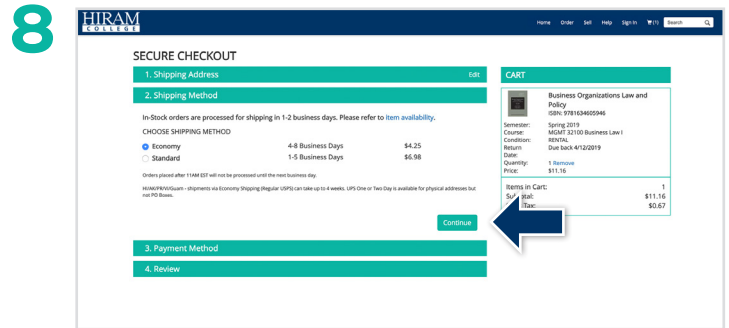 8
HIRAM
COLLEGE
Home Order Sell Help Sign In (1) Search
SECURE CHECKOUT
1. Shipping Address Edit
2. Shipping Method
In-Stock orders are processed for shipping in 1-2 business days. Please refer to item availability.
CHOOSE SHIPPING METHOD
Economy 4-8 Business Days $4.25
Standard 1-5 Business Days $6.98
Orders placed after 11AM EST will not be processed until the next business day.
HI/AK/PR/VI/Guam - shipments via Economy Shipping (Regular USPS) can take up to 4 weeks. UPS One or Two Day is available for physical addresses but
not PO Boxes.
Continue
3. Payment Method
4. Review
CART
Business Organizations Law and
Policy
ISBN: 9781634605946
Semester: Spring 2019
Course: MGMT 32100 Business Law I
Condition: RENTAL
Return Due back 4/12/2019
Date:
Quantity: 1 Remove
Price: $11.16
Items in Cart: 1
$11.16
Tax: $0.67